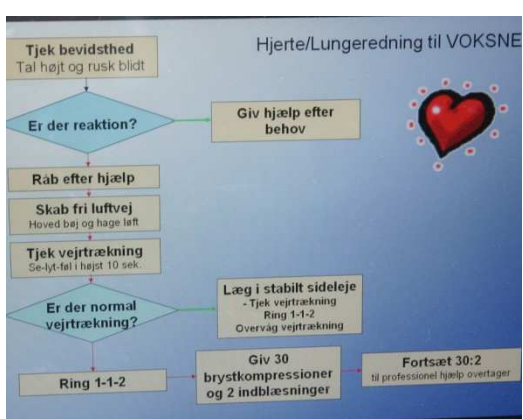 Hjerte/Lungeredning til VOKSNE
Tjek bevidsthed
Tal højt og rusk blidt
Er der reaktion?
Giv hjælp efter
behov
Råb efter hjælp
Skab fri luftvej
Hoved bøj og hage løft
Tjek vejrtrækning
Se-lyt-føl i højst 10 sek.
Er der normal
vejrtrækning?
Læg i stabilt sideleje
- Tjek vejrtrækning
Ring 1-1-2
Overvåg vejrtrækning
Ring 1-1-2
Giv 30
brystkompressioner
og 2 indblæsninger
Fortsæt 30:2
til professionel hjælp overtager